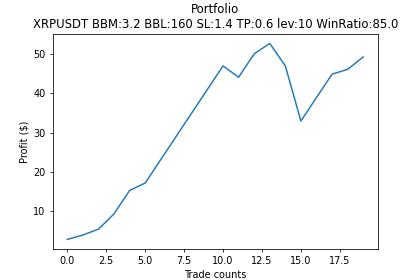 Portfolio
XRPUSDT BBM:3.2 BBL:160 SL:1.4 TP:0.6 lev:10 WinRatio:85.0
50
40
30
20
10
Profit ($)
0.0 2.5 5.0 7.5 10.0 12.5 15.0 17.5
Trade counts